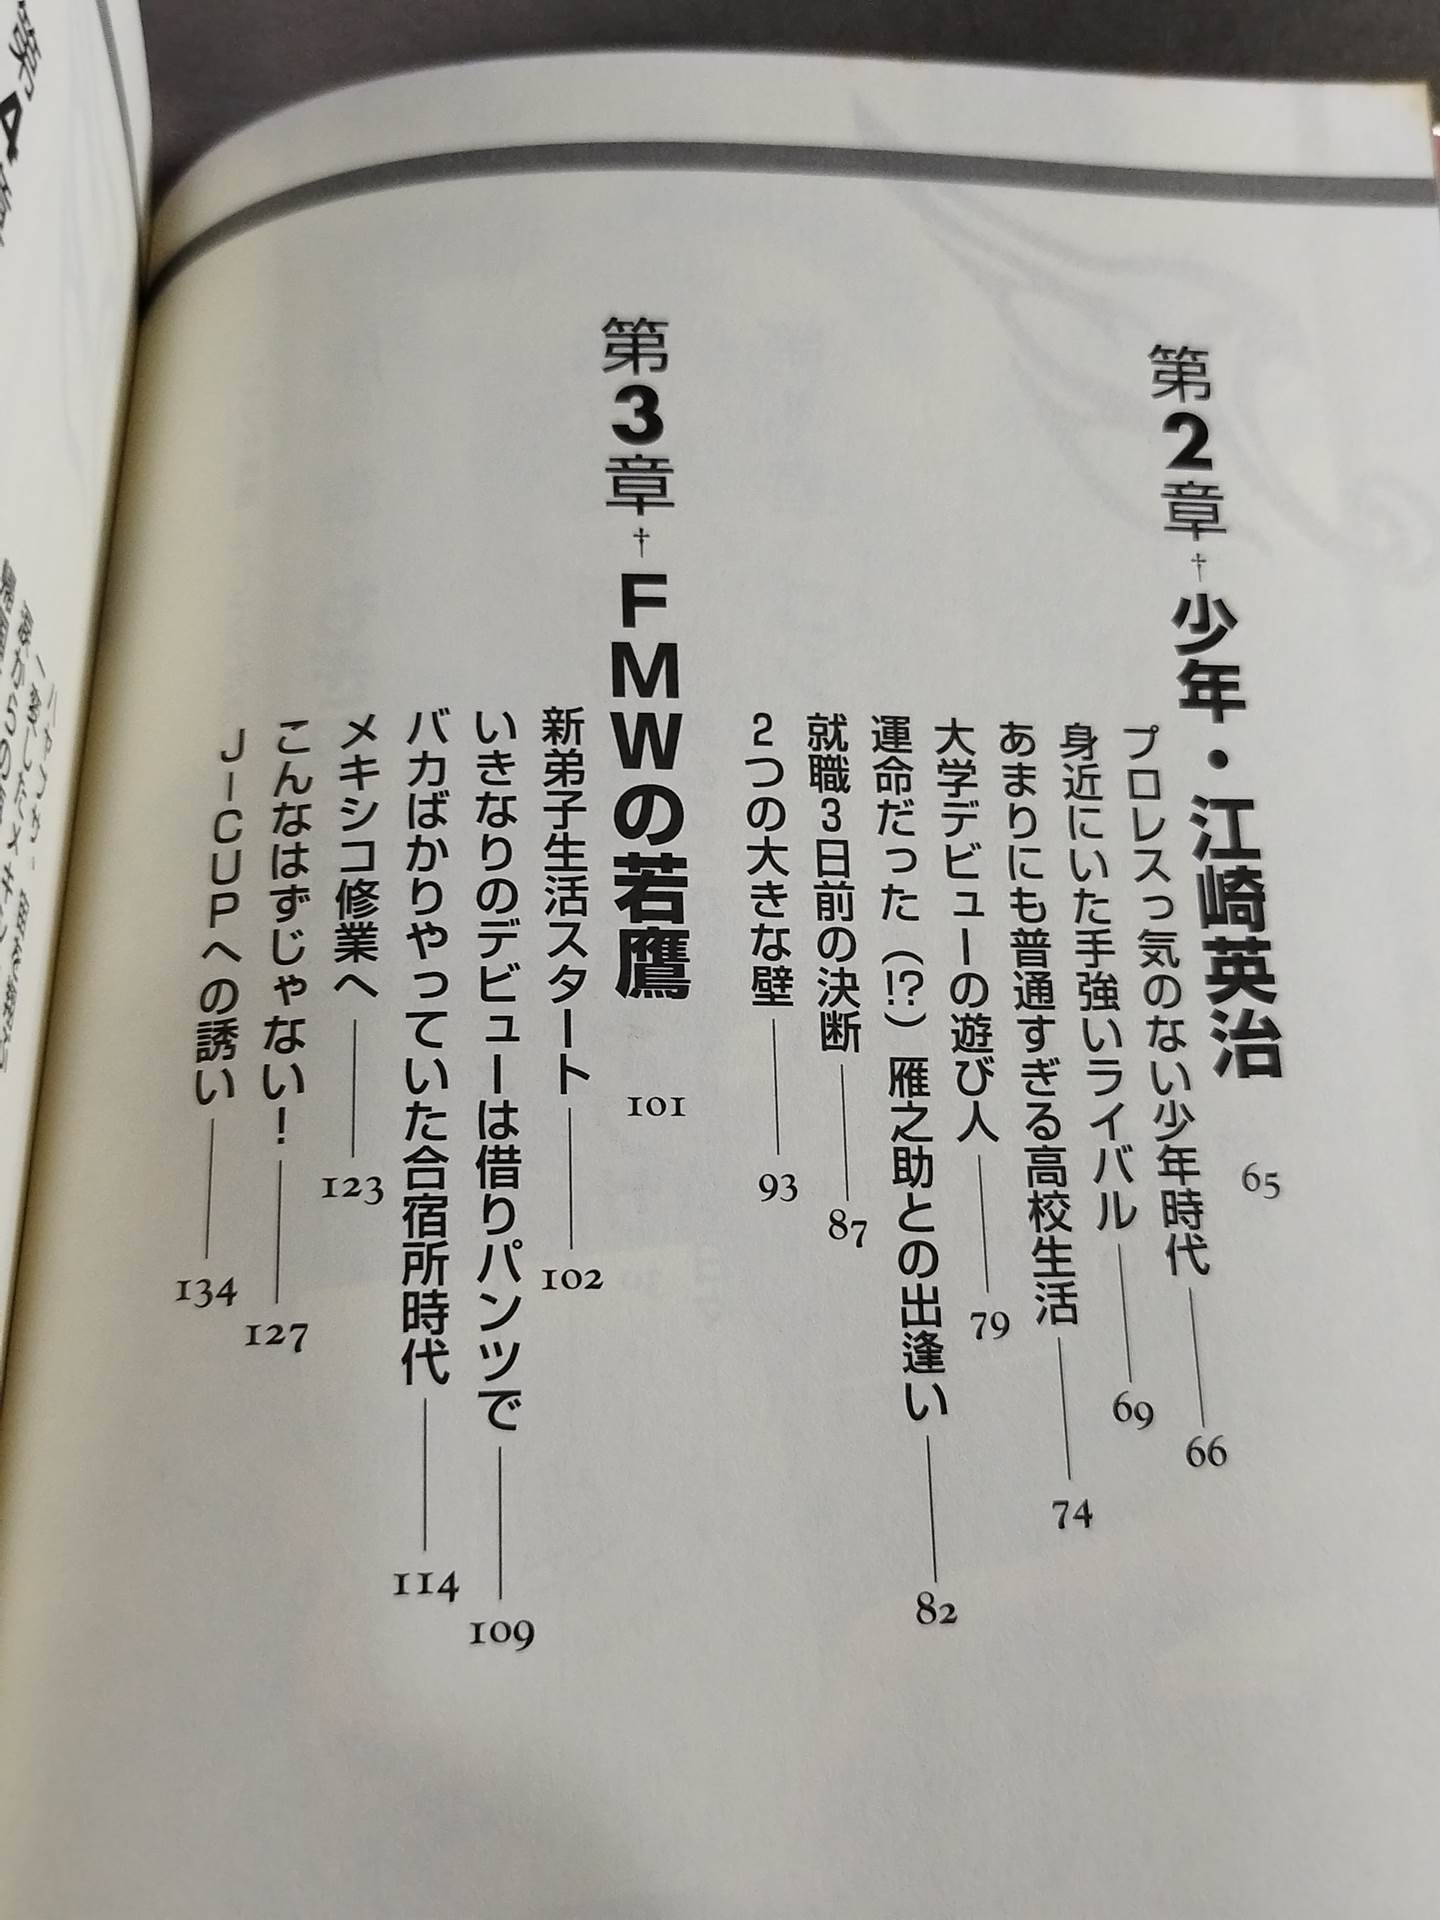 第2章†少年・江崎英治 65
プロレスっ気のない少年時代 66
身近にいた手強いライバル 69
あまりにも普通すぎる高校生活 74
大学デビューの遊び人 79
運命だった(!?)雁之助との出逢い 82
就職3日前の決断 87
2つの大きな壁 93
第3章†FMWの若鷹 101
新弟子生活スタート 102
いきなりのデビューは借りパンツで 109
バカばかりやっていた合宿所時代 114
メキシコ修業へ 123
こんなはずじゃない! 127
J-CUPへの誘い 134
第4章